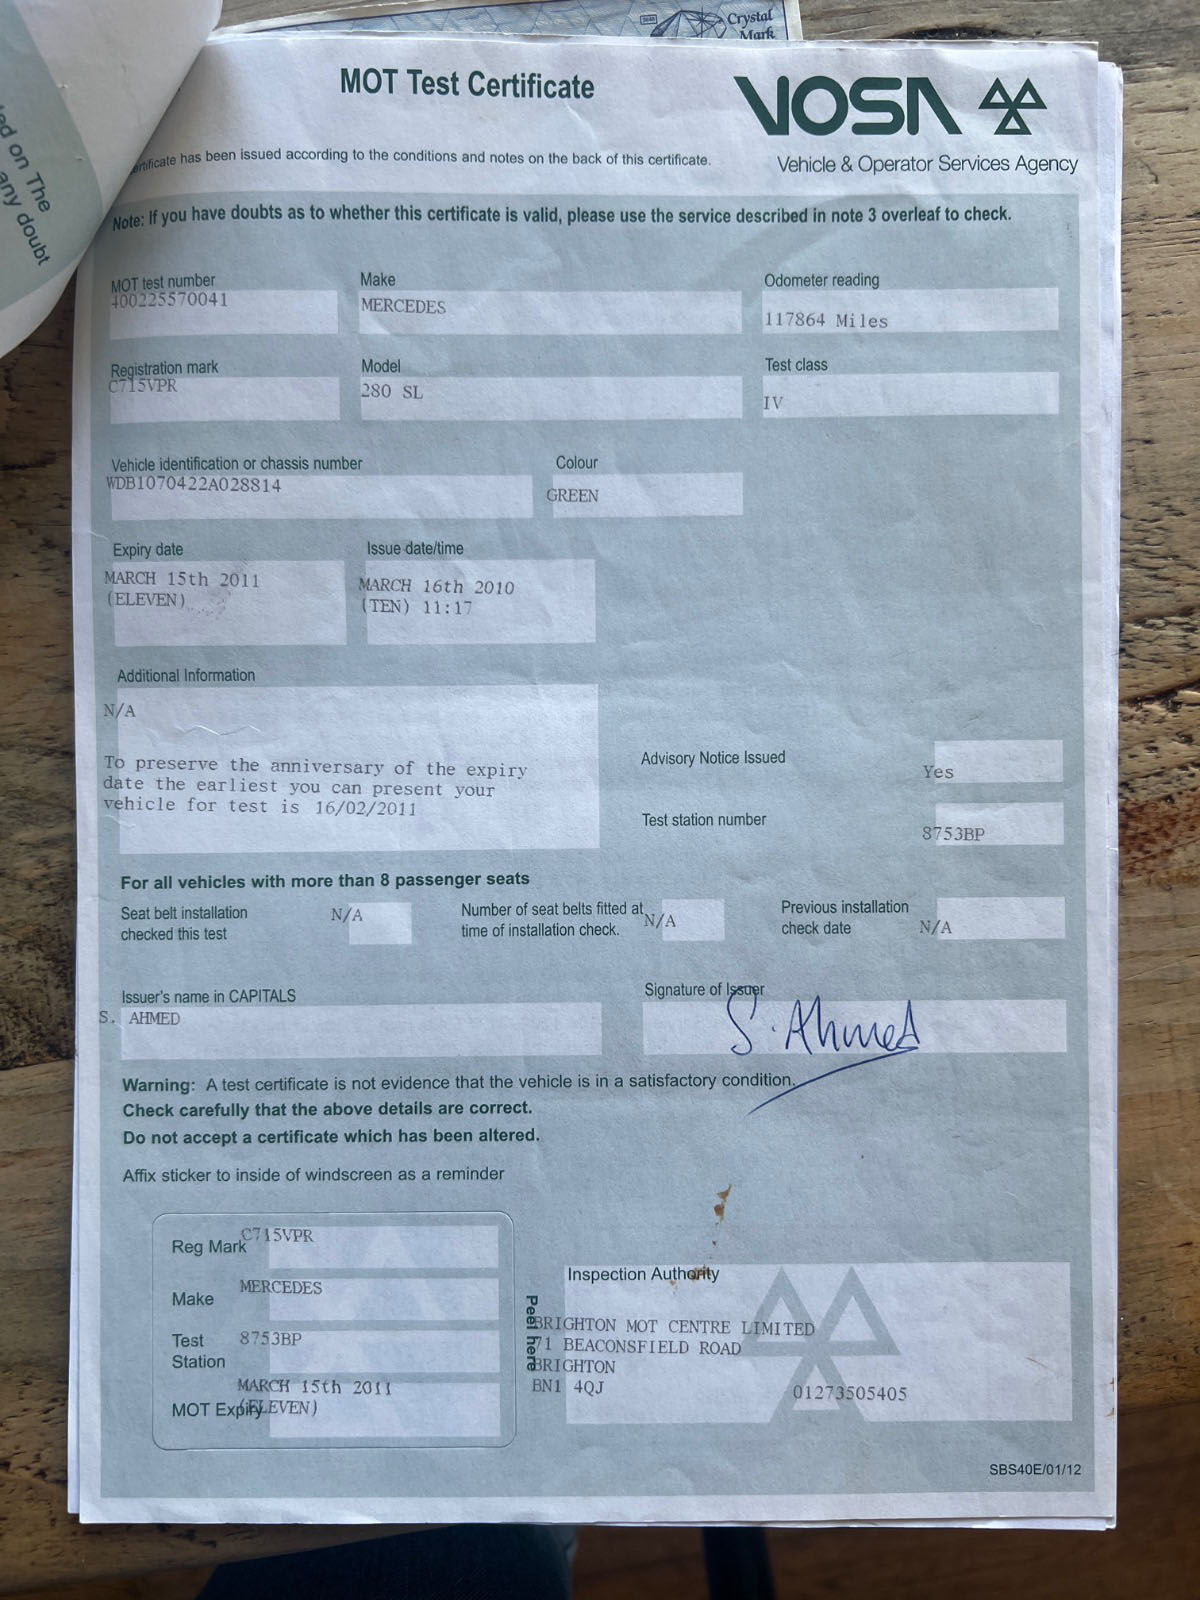 Crystal
Mark
ed on The
any doubt
MOT Test Certificate
VOSA
Vehicle & Operator Services Agency
ertificate has been issued according to the conditions and notes on the back of this certificate.
Note: If you have doubts as to whether this certificate is valid, please use the service described in note 3 overleaf to check.
MOT test number
400225570041
Make
MERCEDES
Odometer reading
117864 Miles
Registration mark
C715VPR
Model
280 SL
Test class
IV
Vehicle identification or chassis number
WDB1070422A028814
Colour
GREEN
Expiry date
MARCH 15th 2011
(ELEVEN)
Issue date/time
MARCH 16th 2010
(TEN) 11:17
Additional Information
N/A
To preserve the anniversary of the expiry
date the earliest you can present your
vehicle for test is 16/02/2011
Advisory Notice Issued
Yes
Test station number
8753BP
For all vehicles with more than 8 passenger seats
Seat belt installation
checked this test
N/A
Number of seat belts fitted at
time of installation check.
N/A
Previous installation
check date
N/A
Issuer's name in CAPITALS
S. AHMED
Signature of Issuer
S. Ahmed
Warning: A test certificate is not evidence that the vehicle is in a satisfactory condition.
Check carefully that the above details are correct.
Do not accept a certificate which has been altered.
Affix sticker to inside of windscreen as a reminder
Reg Mark
C715VPR
Make
MERCEDES
Test
Station
8753BP
MOT Expiry
MARCH 15th 2011
(ELEVEN)
Peel here
Inspection Authority
BRIGHTON MOT CENTRE LIMITED
71 BEACONSFIELD ROAD
BRIGHTON
BN1 4QJ
01273505405
SBS40E/01/12